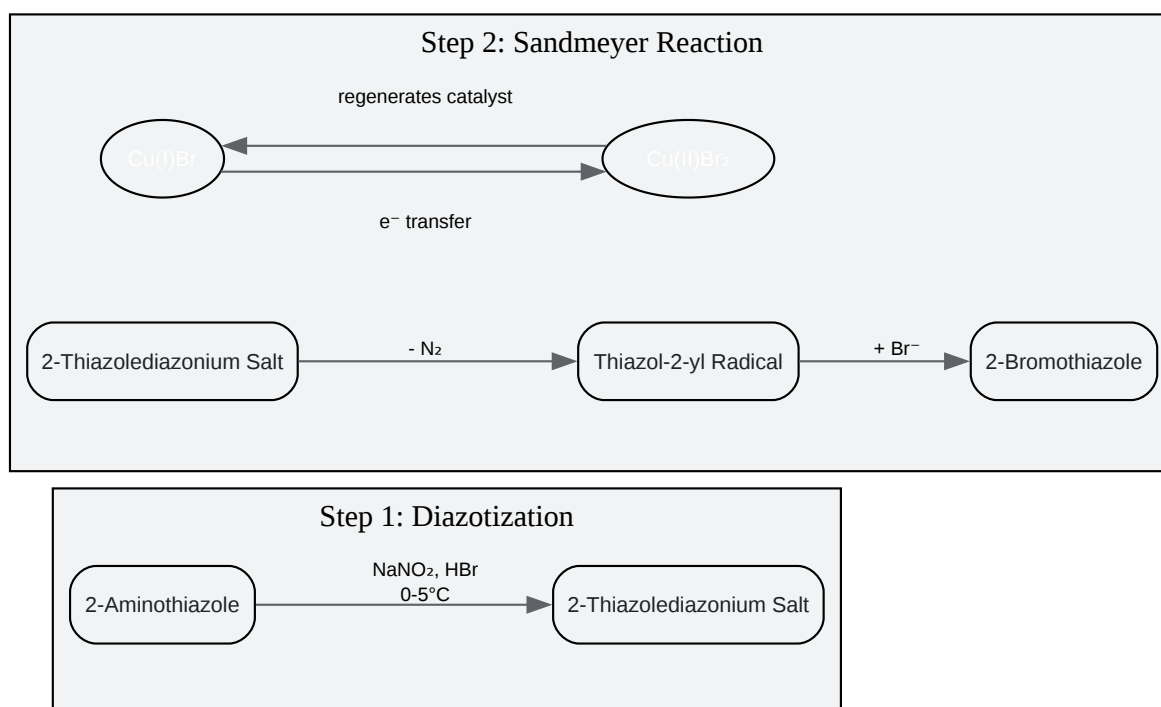 Step 2: Sandmeyer Reaction
regenerates catalyst
Cu(I)Br
Cu(II)Br₂
e⁻ transfer
2-Thiazolediazonium Salt
- N₂
Thiazol-2-yl Radical
+ Br⁻
2-Bromothiazole
Step 1: Diazotization
2-Aminothiazole
NaNO₂, HBr
0-5°C
2-Thiazolediazonium Salt